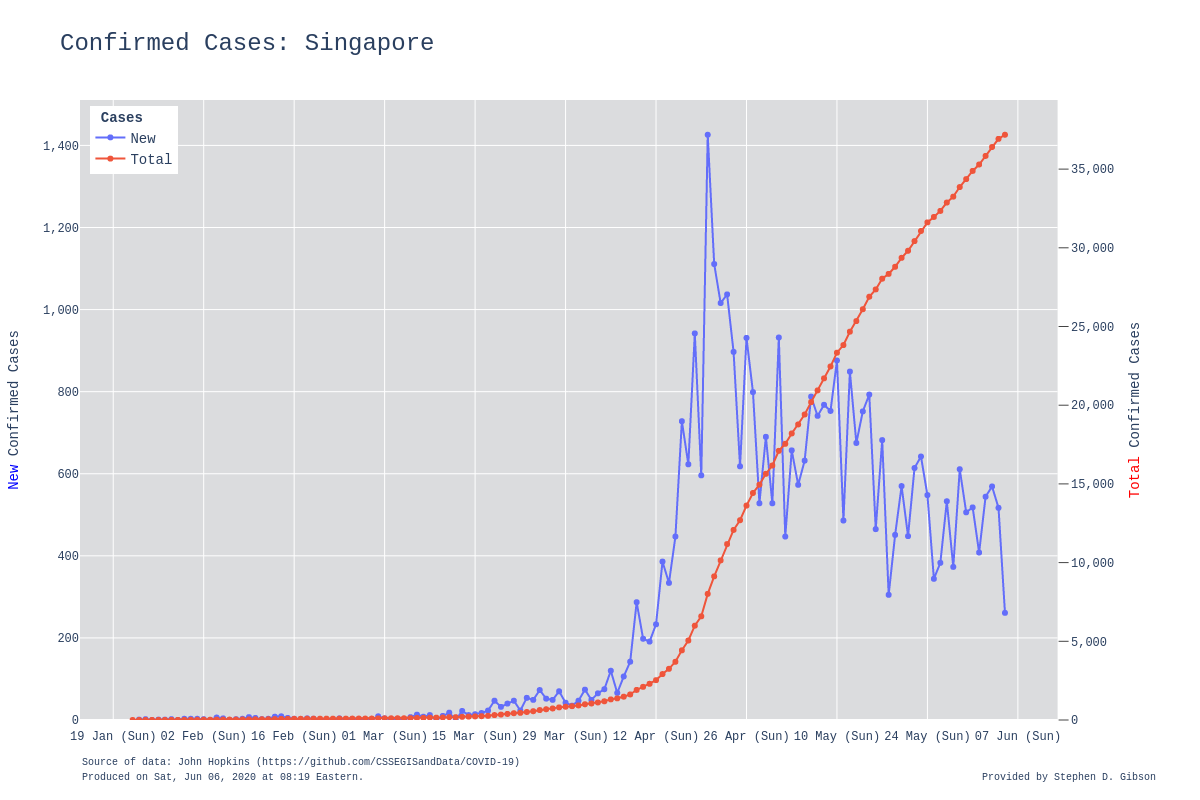 Confirmed Cases: Singapore
Cases
New
Total
1,400
1,200
1,000
800
600
400
200
0
New Confirmed Cases
35,000
30,000
25,000
20,000
15,000
10,000
5,000
0
Total Confirmed Cases
19 Jan (Sun) 02 Feb (Sun) 16 Feb (Sun) 01 Mar (Sun) 15 Mar (Sun) 29 Mar (Sun) 12 Apr (Sun) 26 Apr (Sun) 10 May (Sun) 24 May (Sun) 07 Jun (Sun)
Source of data: John Hopkins (https://github.com/CSSEGISandData/COVID-19)
Produced on Sat, Jun 06, 2020 at 08:19 Eastern.
Provided by Stephen D. Gibson